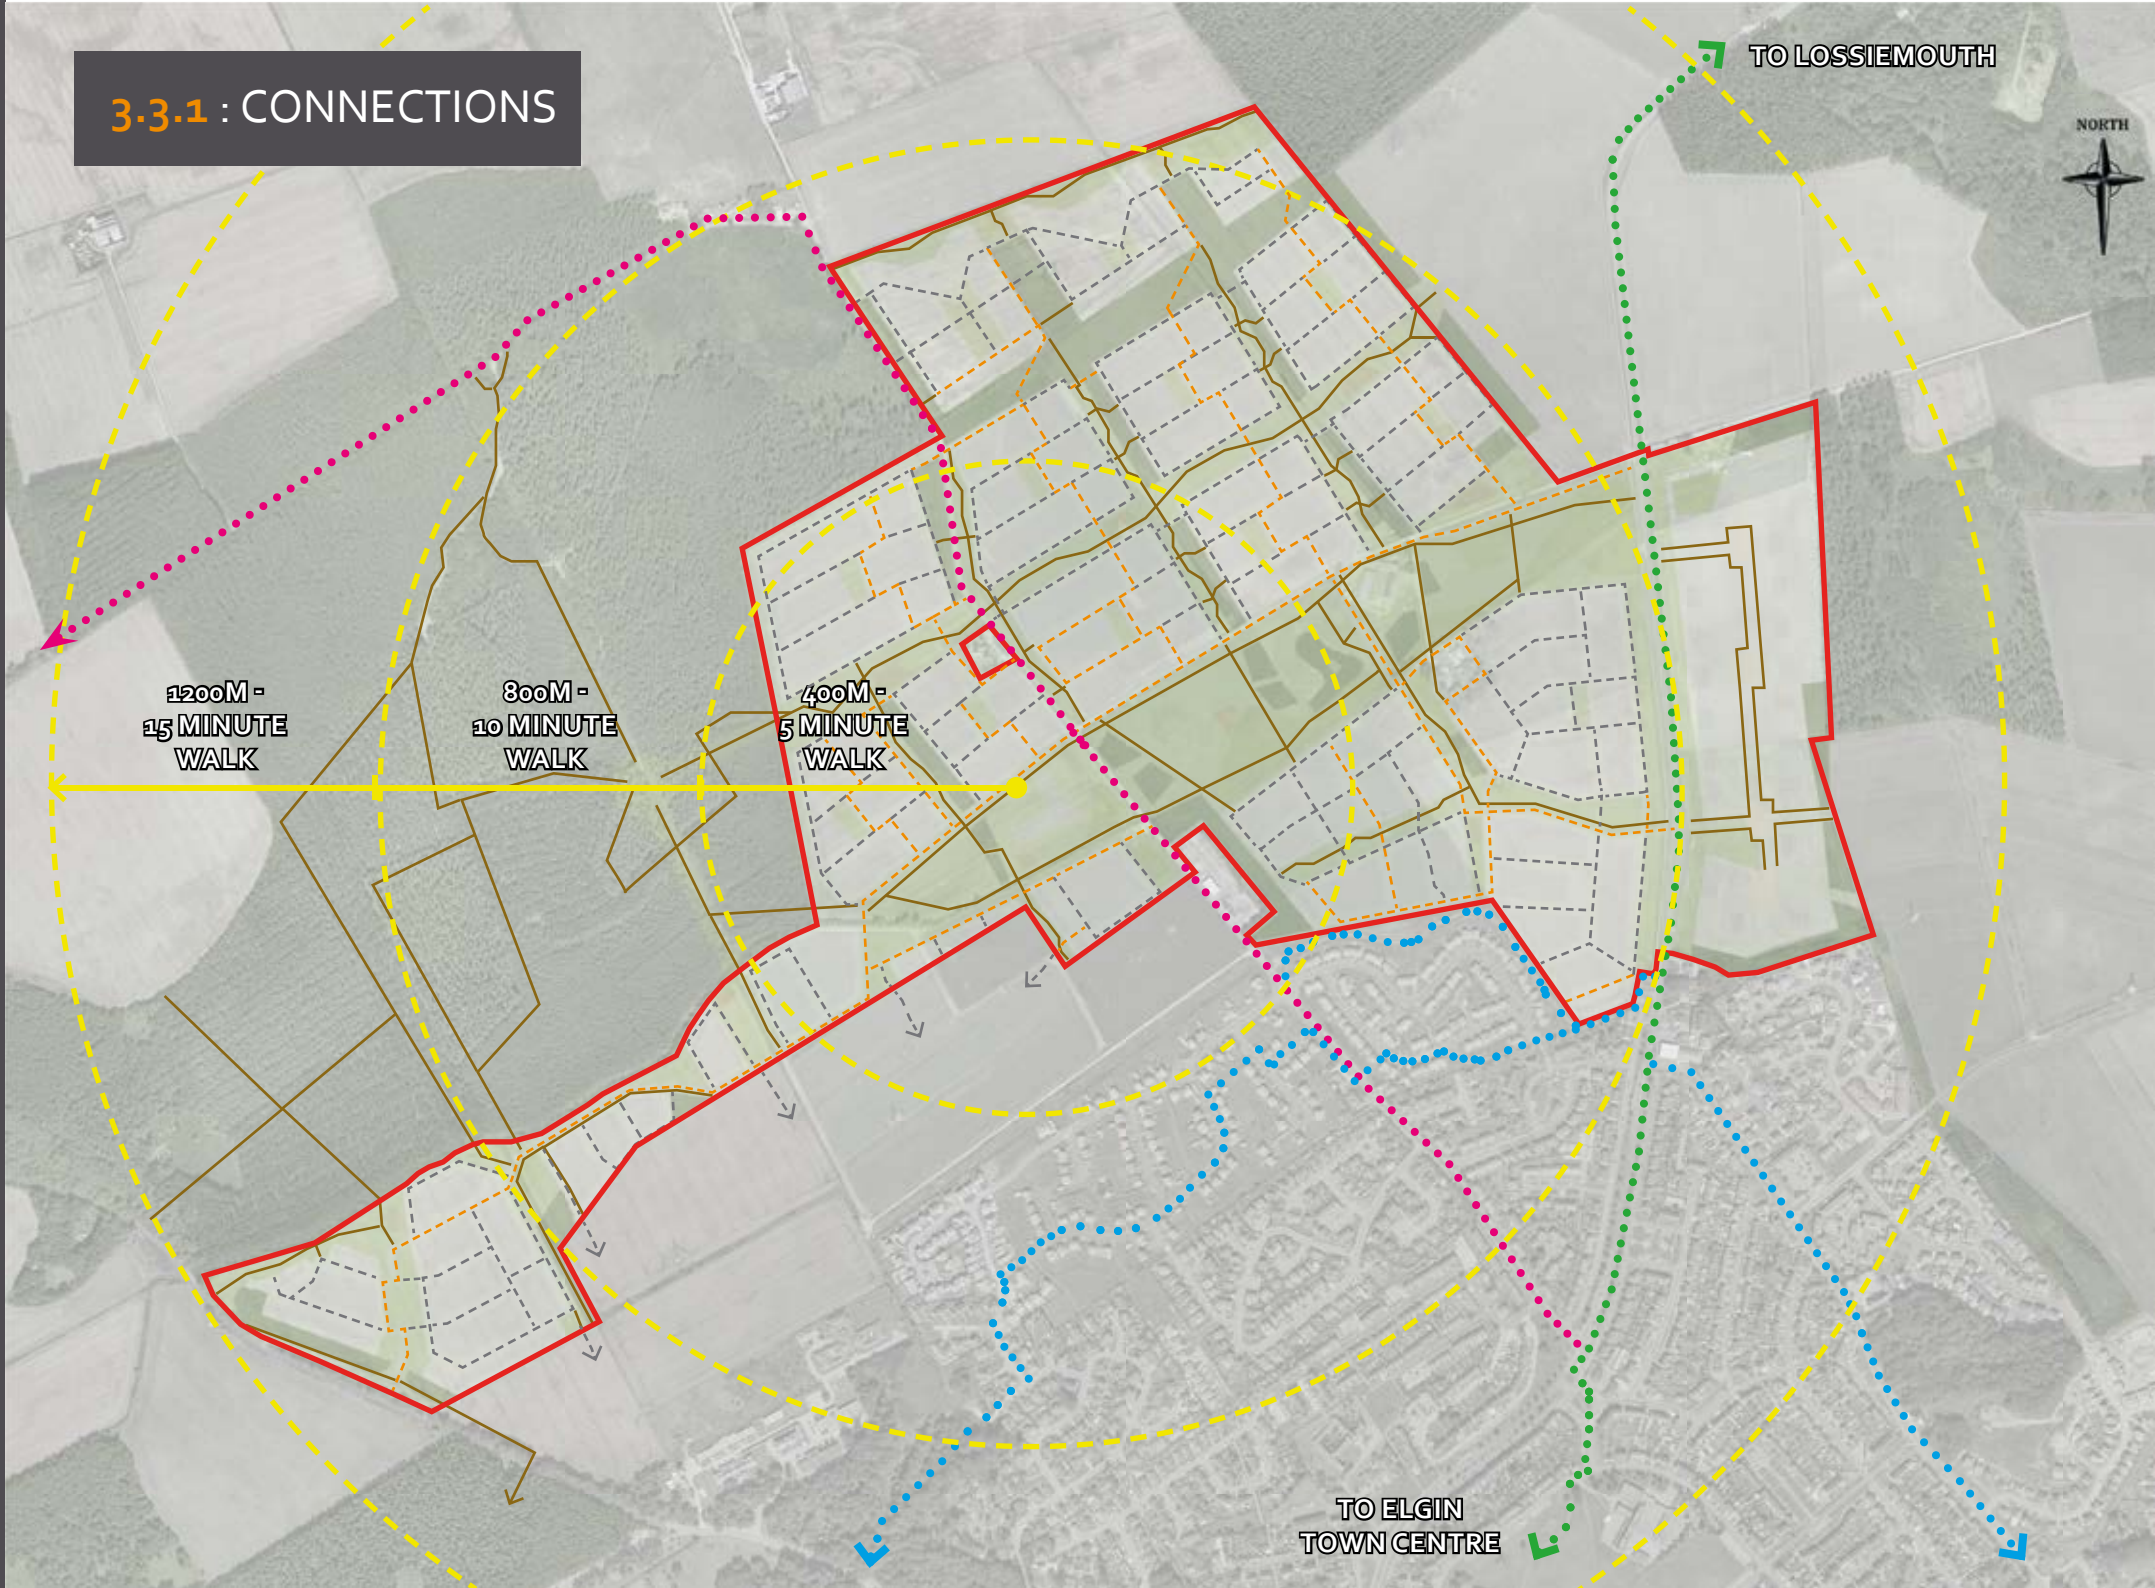 3.3.1 : CONNECTIONS
TO LOSSIEMOUTH
NORTH
1200M -
15 MINUTE
WALK
800M -
10 MINUTE
WALK
400M -
5 MINUTE
WALK
TO ELGIN
TOWN CENTRE